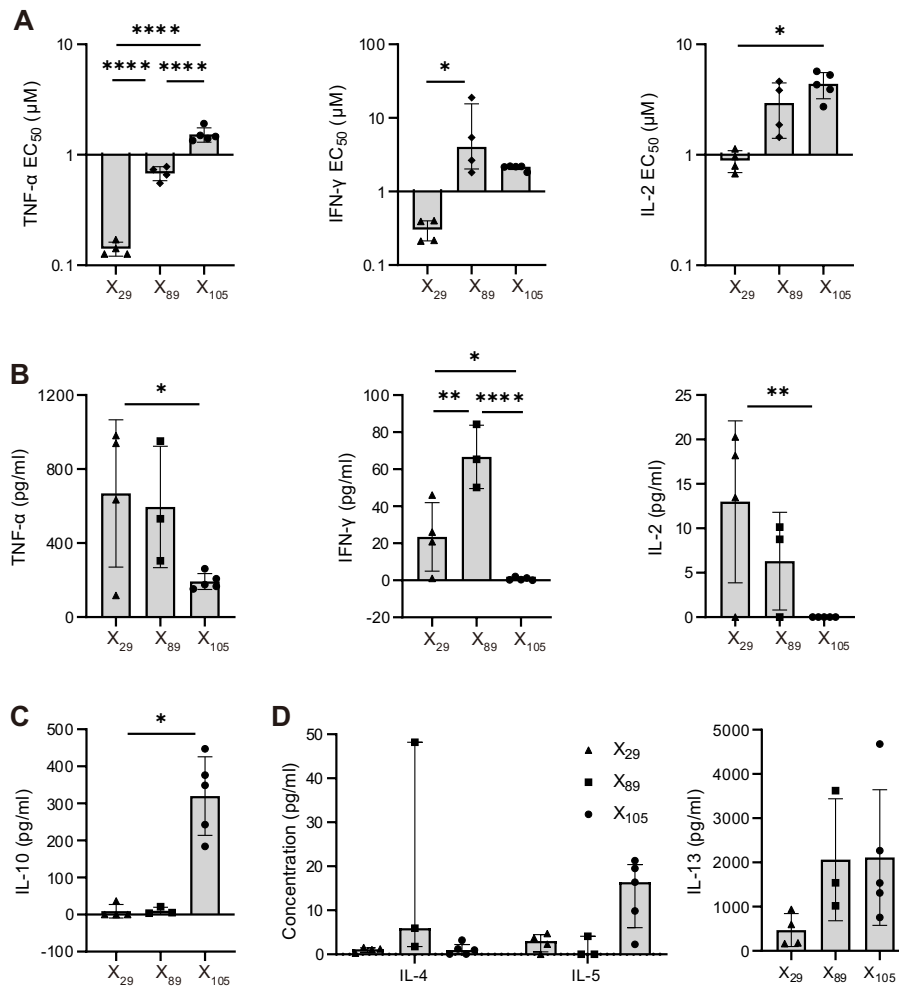 A
TNF-α EC50 (μM)
10
1
0.1
****
**** ****
X29 X89 X105
IFN-γ EC50 (μM)
100
10
1
0.1
*
X29 X89 X105
IL-2 EC50 (μM)
10
1
0.1
*
X29 X89 X105
B
TNF-α (pg/ml)
1200
800
400
0
*
X29 X89 X105
IFN-γ (pg/ml)
100
80
60
40
20
0
-20
*
** ****
X29 X89 X105
IL-2 (pg/ml)
25
20
15
10
5
0
**
X29 X89 X105
C
IL-10 (pg/ml)
500
400
300
200
100
0
-100
*
X29 X89 X105
D
Concentration (pg/ml)
50
40
30
20
10
0
X29
X89
X105
IL-4 IL-5
IL-13 (pg/ml)
5000
4000
3000
2000
1000
0
X29 X89 X105